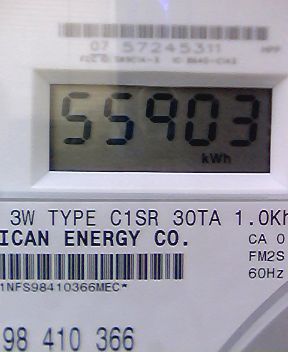 07 57245311
55903
kWh
3W TYPE C1SR 30TA 1.0Kh
ICAN ENERGY CO.
CA 0
FM2S
60Hz
1NFS98410366MEC*
98 410 366